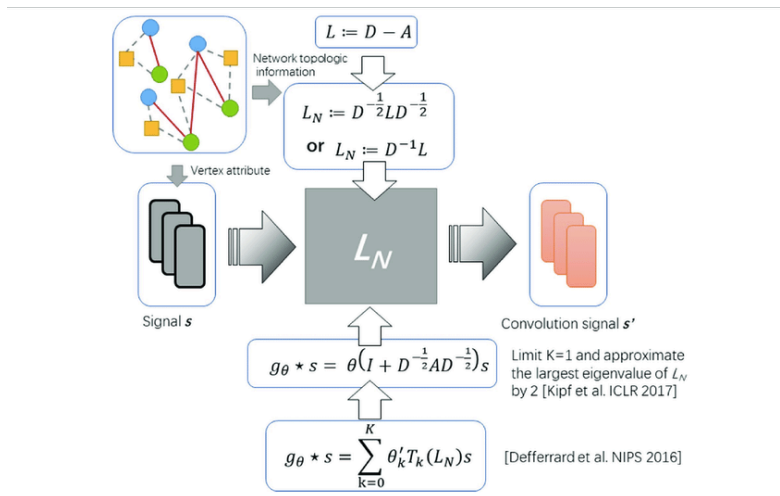 L ≔ D − A
Network topologic
information
L_N ≔ D^{-1/2}LD^{-1/2}
or L_N ≔ D^{-1}L
Vertex attribute
L_N
Signal s
Convolution signal s'
g_θ ⋆ s = θ(I + D^{-1/2}AD^{-1/2})s
Limit K=1 and approximate
the largest eigenvalue of L_N
by 2 [Kipf et al. ICLR 2017]
g_θ ⋆ s = ∑_{k=0}^{K} θ'_k T_k(L_N)s
[Defferrard et al. NIPS 2016]